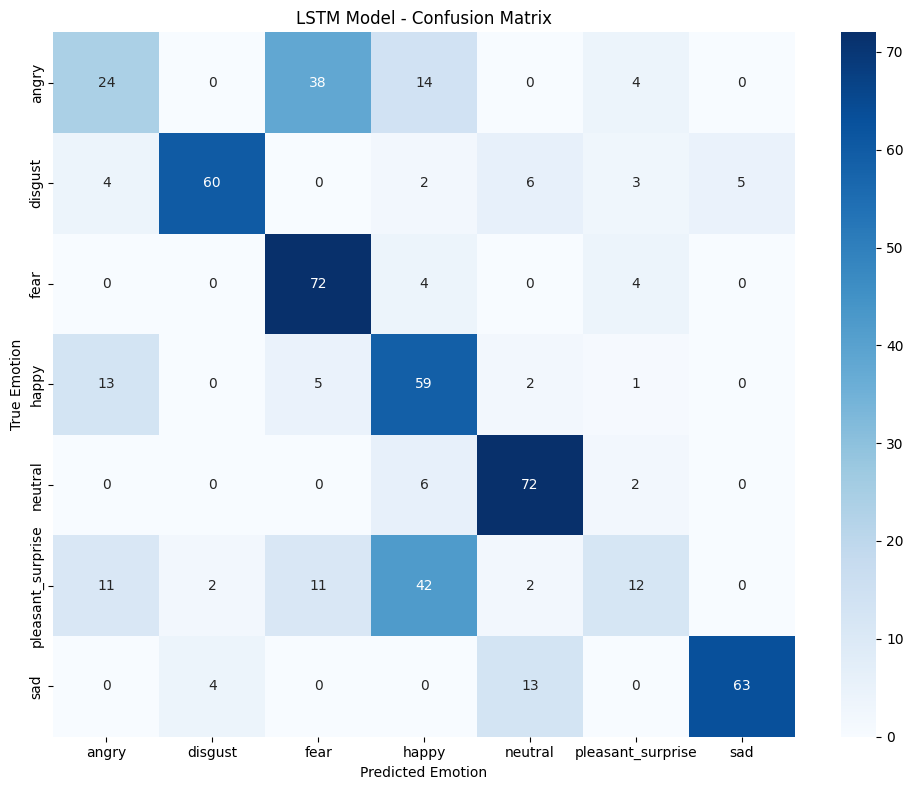 LSTM Model - Confusion Matrix
True Emotion
angry 24 0 38 14 0 4 0
disgust 4 60 0 2 6 3 5
fear 0 0 72 4 0 4 0
happy 13 0 5 59 2 1 0
neutral 0 0 0 6 72 2 0
pleasant_surprise 11 2 11 42 2 12 0
sad 0 4 0 0 13 0 63
angry disgust fear happy neutral pleasant_surprise sad
Predicted Emotion
70
60
50
40
30
20
10
0